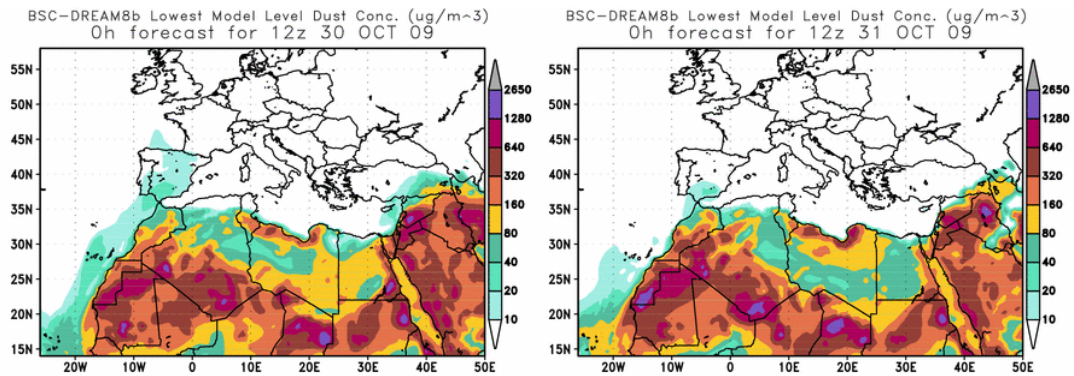 BSC-DREAM8b Lowest Model Level Dust Conc. (ug/m^3)
0h forecast for 12z 30 OCT 09
55N
50N
45N
40N
35N
30N
25N
20N
15N
20W
10W
0
10E
20E
30E
40E
50E
2650
1280
640
320
160
80
40
20
10
BSC-DREAM8b Lowest Model Level Dust Conc. (ug/m^3)
0h forecast for 12z 31 OCT 09
55N
50N
45N
40N
35N
30N
25N
20N
15N
20W
10W
0
10E
20E
30E
40E
50E
2650
1280
640
320
160
80
40
20
10